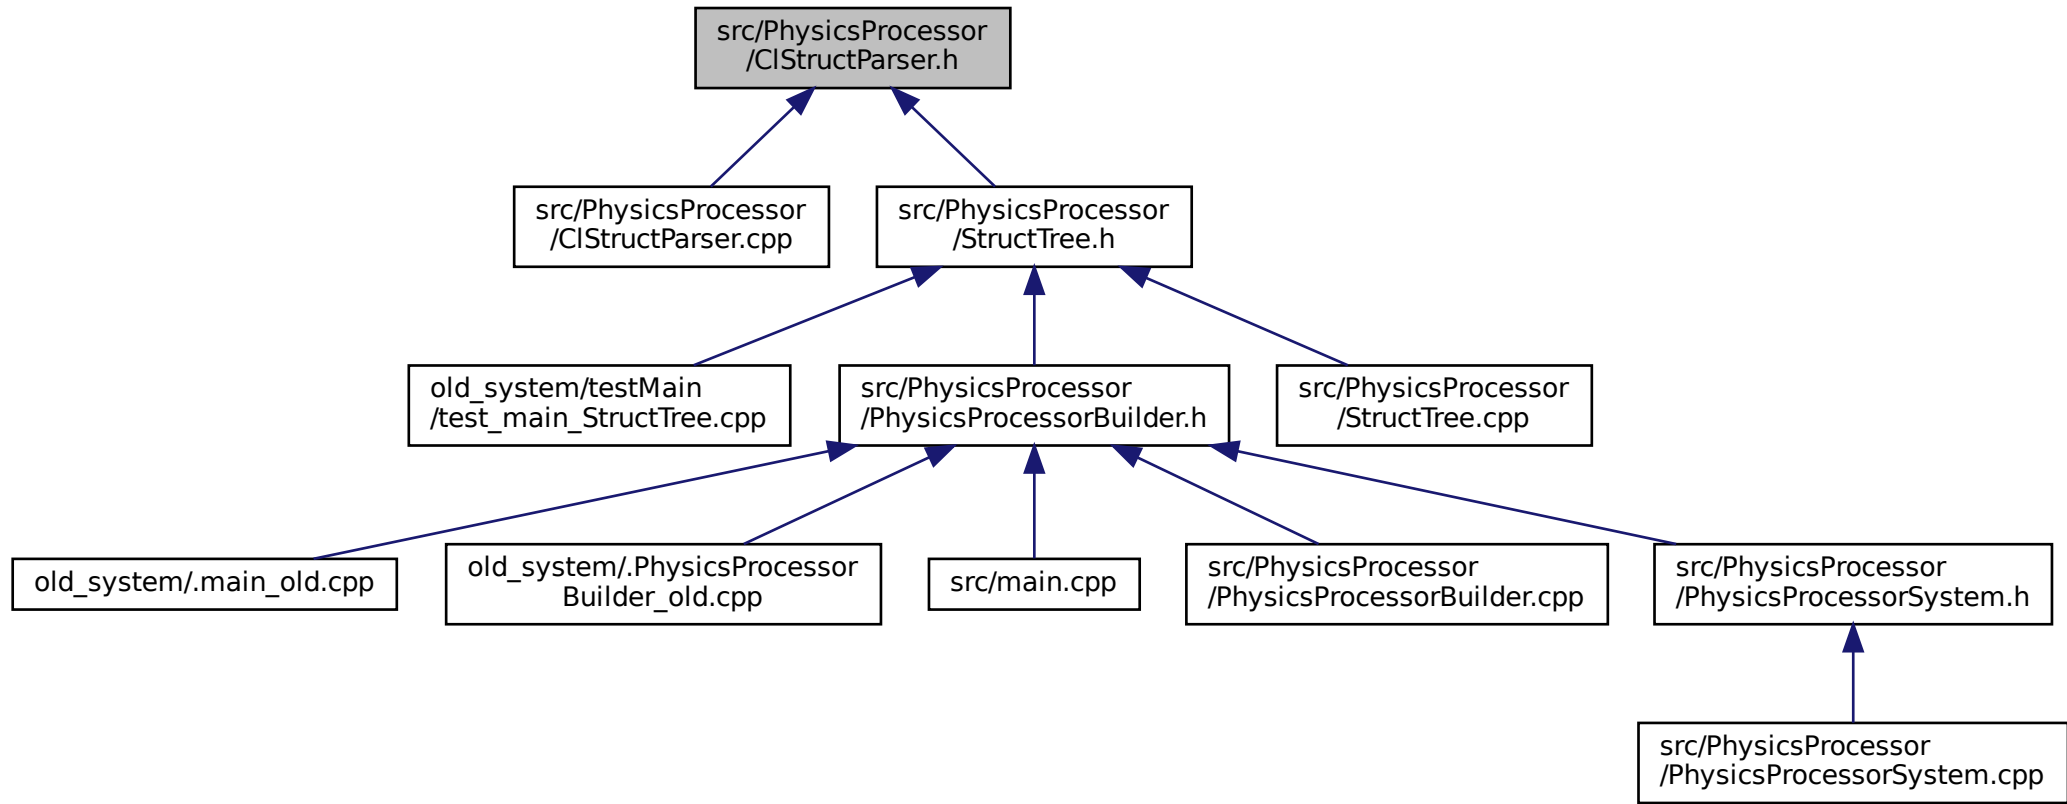 src/PhysicsProcessor
/ClStructParser.h
src/PhysicsProcessor
/ClStructParser.cpp
src/PhysicsProcessor
/StructTree.h
old_system/testMain
/test_main_StructTree.cpp
src/PhysicsProcessor
/PhysicsProcessorBuilder.h
src/PhysicsProcessor
/StructTree.cpp
old_system/.main_old.cpp
old_system/.PhysicsProcessor
Builder_old.cpp
src/main.cpp
src/PhysicsProcessor
/PhysicsProcessorBuilder.cpp
src/PhysicsProcessor
/PhysicsProcessorSystem.h
src/PhysicsProcessor
/PhysicsProcessorSystem.cpp